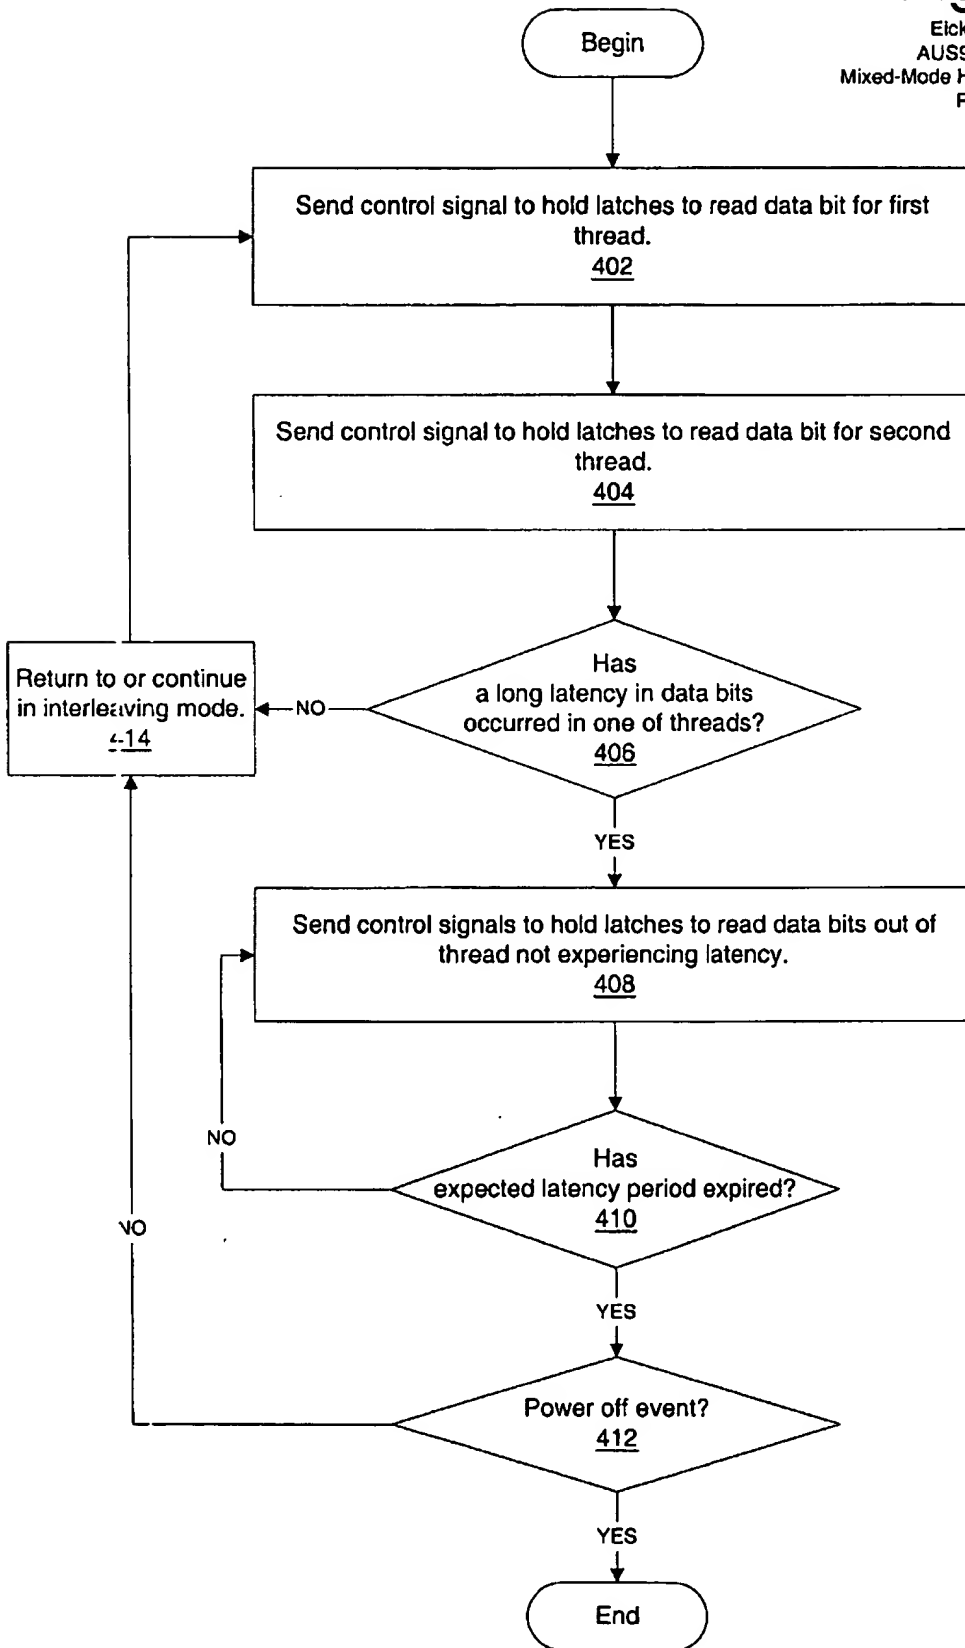 Eick
AUS9
Mixed-Mode H
Begin
Send control signal to hold latches to read data bit for first
thread.
402
Send control signal to hold latches to read data bit for second
thread.
404
Return to or continue
in interleaving mode.
414
NO
Has
a long latency in data bits
occurred in one of threads?
406
YES
Send control signals to hold latches to read data bits out of
thread not experiencing latency.
408
NO
Has
expected latency period expired?
410
NO
YES
Power off event?
412
YES
End